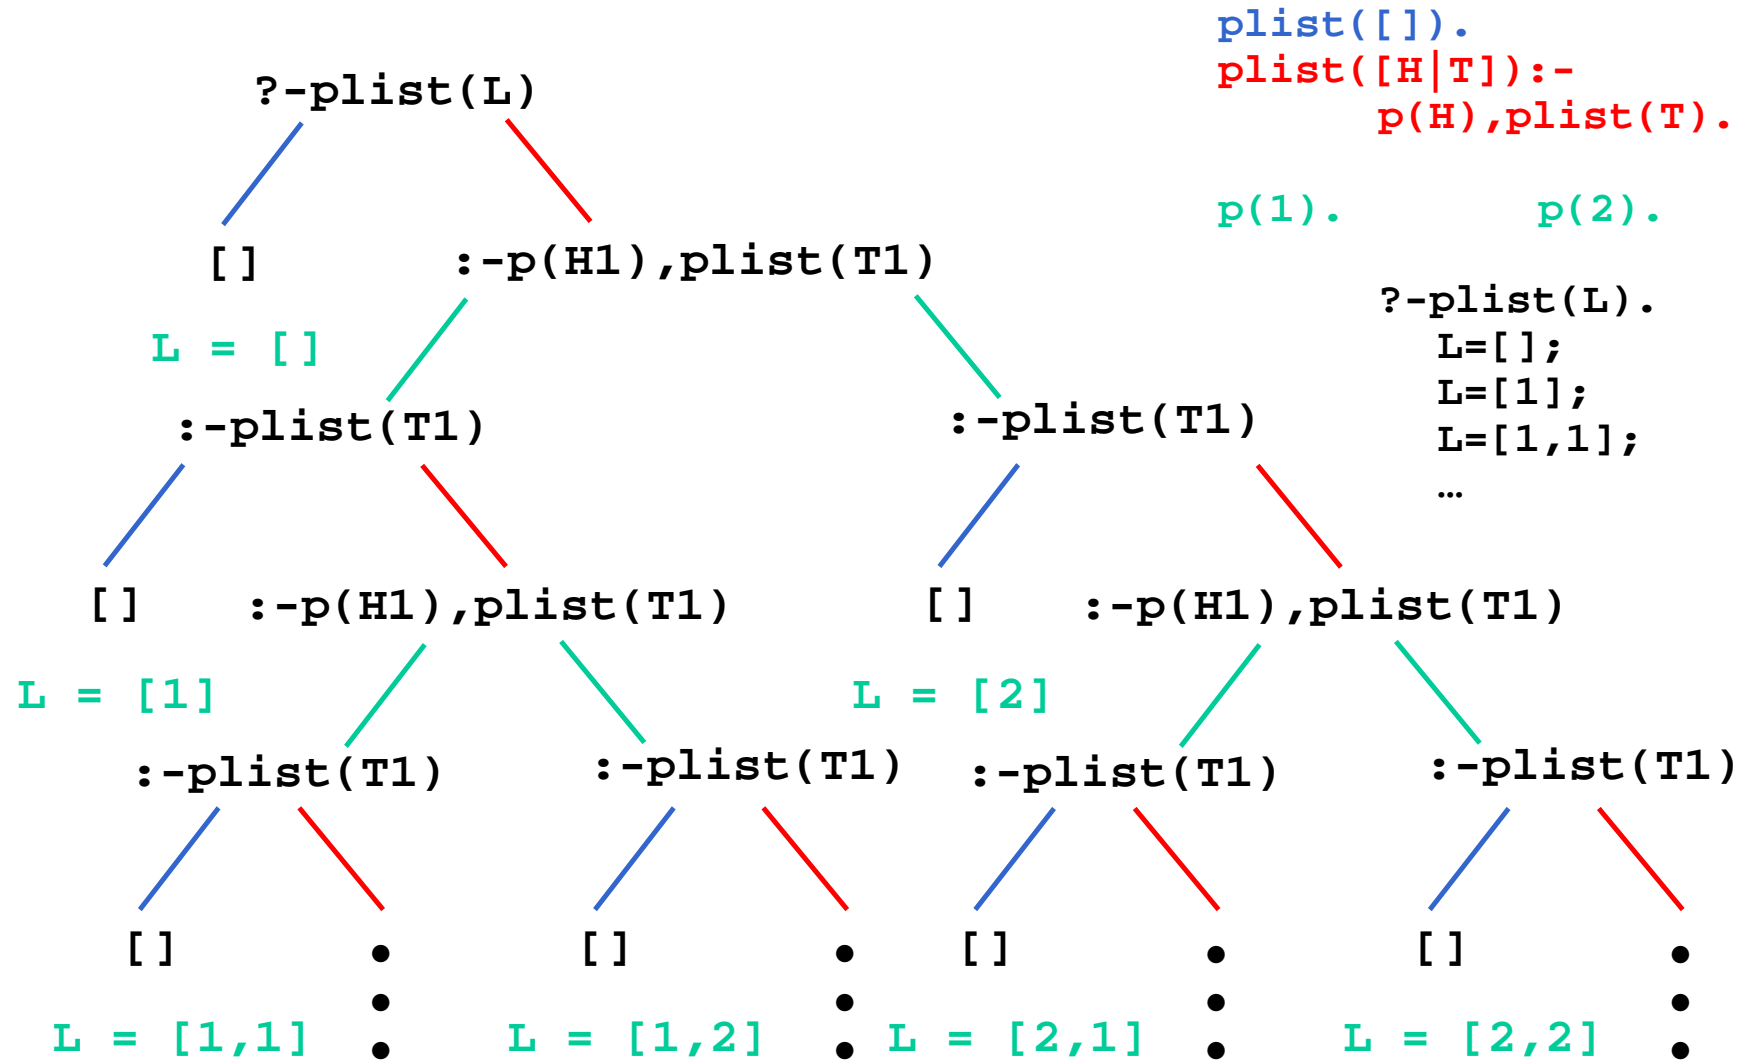 plist([]).
plist([H|T]):-
p(H),plist(T).
p(1). p(2).
?-plist(L).
L=[];
L=[1];
L=[1,1];
…
?-plist(L)
[] :-p(H1),plist(T1)
L = []
:-plist(T1) :-plist(T1)
[] :-p(H1),plist(T1) [] :-p(H1),plist(T1)
L = [1] L = [2]
:-plist(T1) :-plist(T1) :-plist(T1) :-plist(T1)
[] [] [] []
L = [1,1] L = [1,2] L = [2,1] L = [2,2]